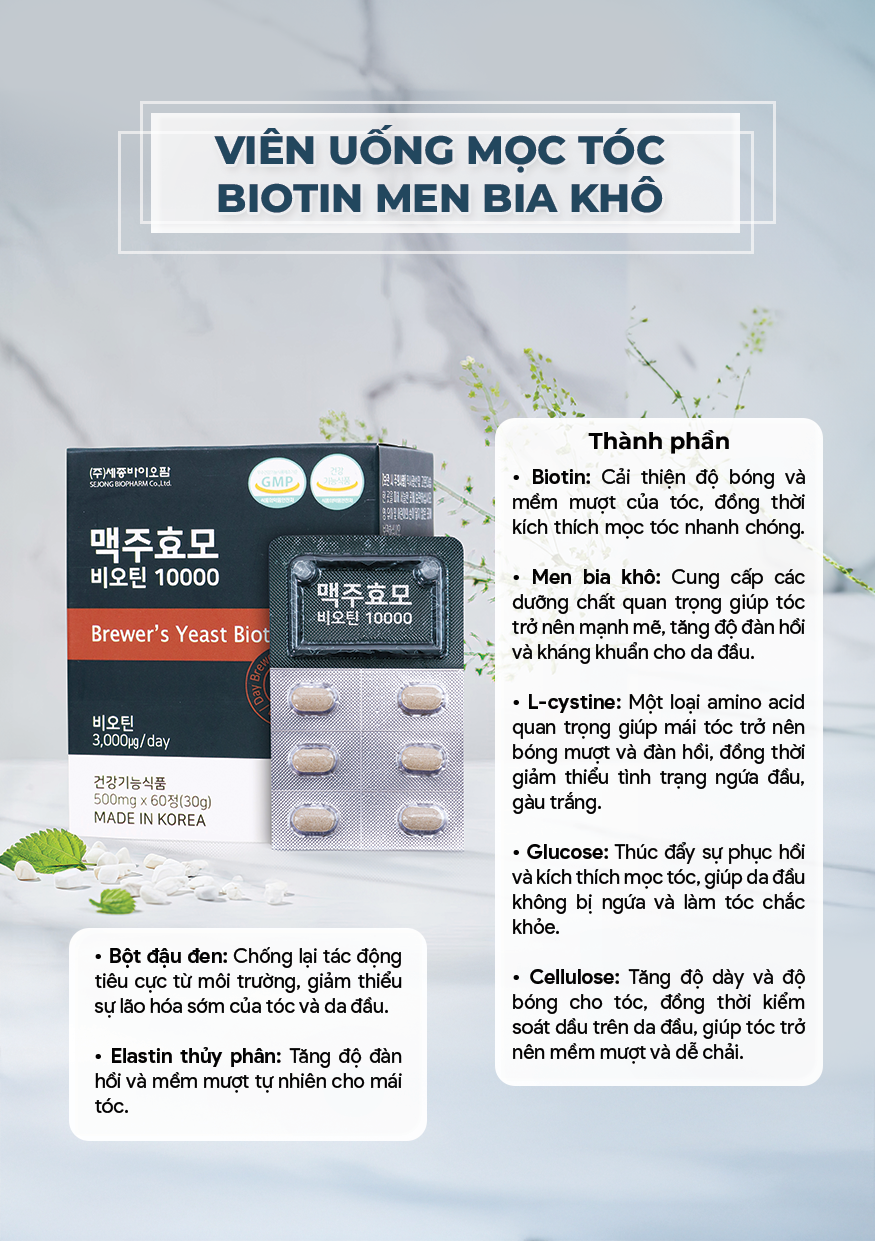 VIÊN UỐNG MỌC TÓC
BIOTIN MEN BIA KHÔ
(주)세종바이오팜
SEJONG BIOPHARM Co.,Ltd.
GMP
건강
기능식품
맥주효모
비오틴 10000
Brewer's Yeast Biot
비오틴
3,000㎍/day
건강기능식품
500mg x 60정(30g)
MADE IN KOREA
맥주효모
비오틴 10000
Thành phần
• Biotin: Cải thiện độ bóng và
mềm mượt của tóc, đồng thời
kích thích mọc tóc nhanh chóng.
• Men bia khô: Cung cấp các
dưỡng chất quan trọng giúp tóc
trở nên mạnh mẽ, tăng độ đàn hồi
và kháng khuẩn cho da đầu.
• L-cystine: Một loại amino acid
quan trọng giúp mái tóc trở nên
bóng mượt và đàn hồi, đồng thời
giảm thiểu tình trạng ngứa đầu,
gàu trắng.
• Glucose: Thúc đẩy sự phục hồi
và kích thích mọc tóc, giúp da đầu
không bị ngứa và làm tóc chắc
khỏe.
• Cellulose: Tăng độ dày và độ
bóng cho tóc, đồng thời kiểm
soát dầu trên da đầu, giúp tóc trở
nên mềm mượt và dễ chải.
• Bột đậu đen: Chống lại tác động
tiêu cực từ môi trường, giảm thiểu
sự lão hóa sớm của tóc và da đầu.
• Elastin thủy phân: Tăng độ đàn
hồi và mềm mượt tự nhiên cho mái
tóc.